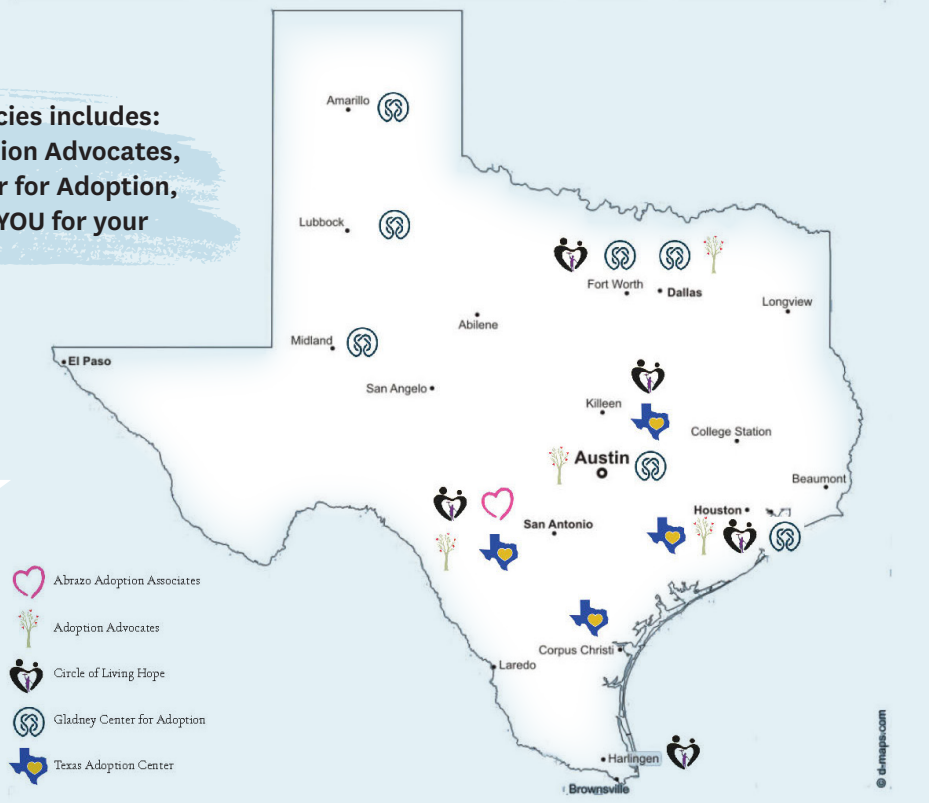 cies includes:
ion Advocates,
r for Adoption,
YOU for your
Amarillo
Lubbock
Fort Worth
Dallas
Longview
Abilene
Midland
El Paso
San Angelo
Killeen
College Station
Austin
Beaumont
Houston
San Antonio
Abrazo Adoption Associates
Adoption Advocates
Corpus Christi
Laredo
Circle of Living Hope
Gladney Center for Adoption
Texas Adoption Center
Harlingen
Brownsville
© d-maps.com